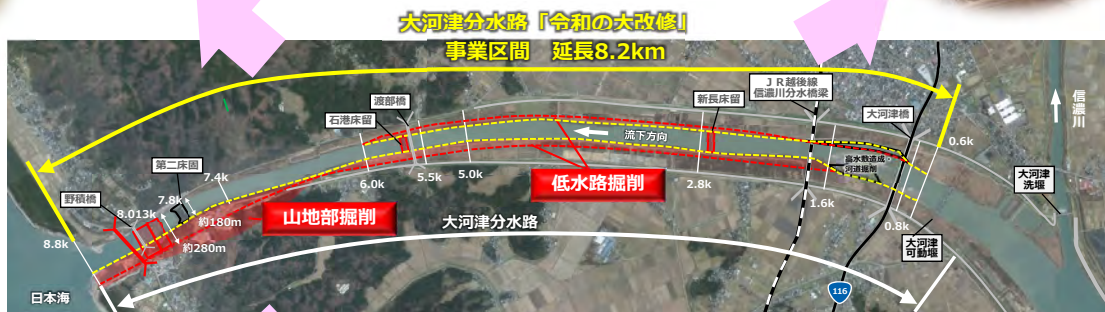 大河津分水路「令和の大改修」
事業区間　延長8.2km
ＪＲ越後線
信濃川分水橋梁
渡部橋
石港床留
新長床留
大河津橋
信濃川
流下方向
0.6k
第二床固
7.4k
野積橋
7.8k
8.013k
6.0k
5.5k
5.0k
2.8k
高水敷造成・
河道掘削
大河津
洗堰
低水路掘削
1.6k
約180m
山地部掘削
大河津分水路
0.8k
8.8k
約280m
大河津
可動堰
日本海
116